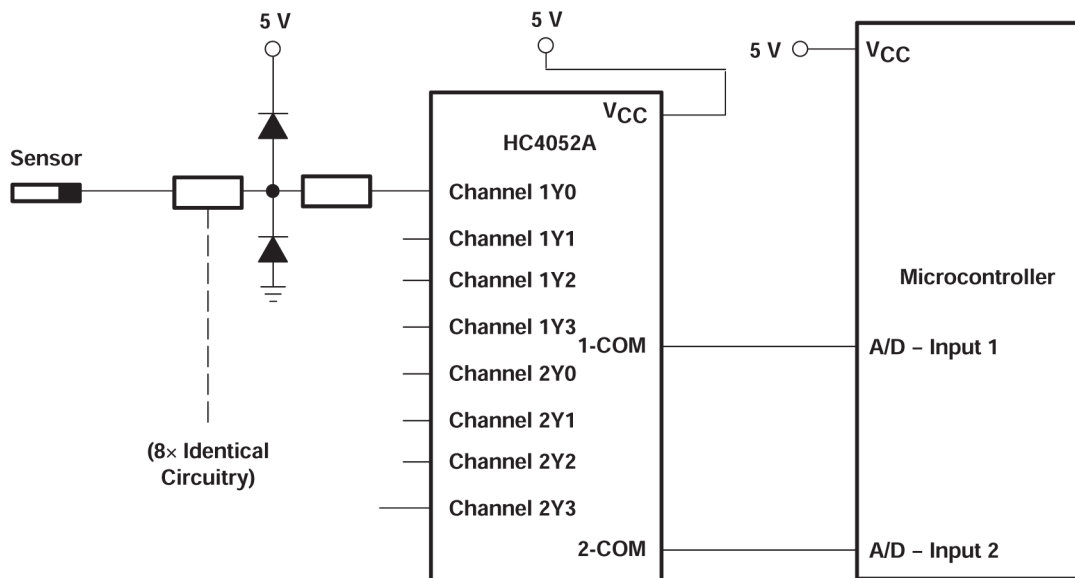 5 V
5 V
5 V
VCC
VCC
HC4052A
Sensor
Channel 1Y0
Channel 1Y1
Channel 1Y2
Microcontroller
Channel 1Y3
1-COM
A/D – Input 1
Channel 2Y0
Channel 2Y1
(8× Identical
Circuitry)
Channel 2Y2
Channel 2Y3
2-COM
A/D – Input 2